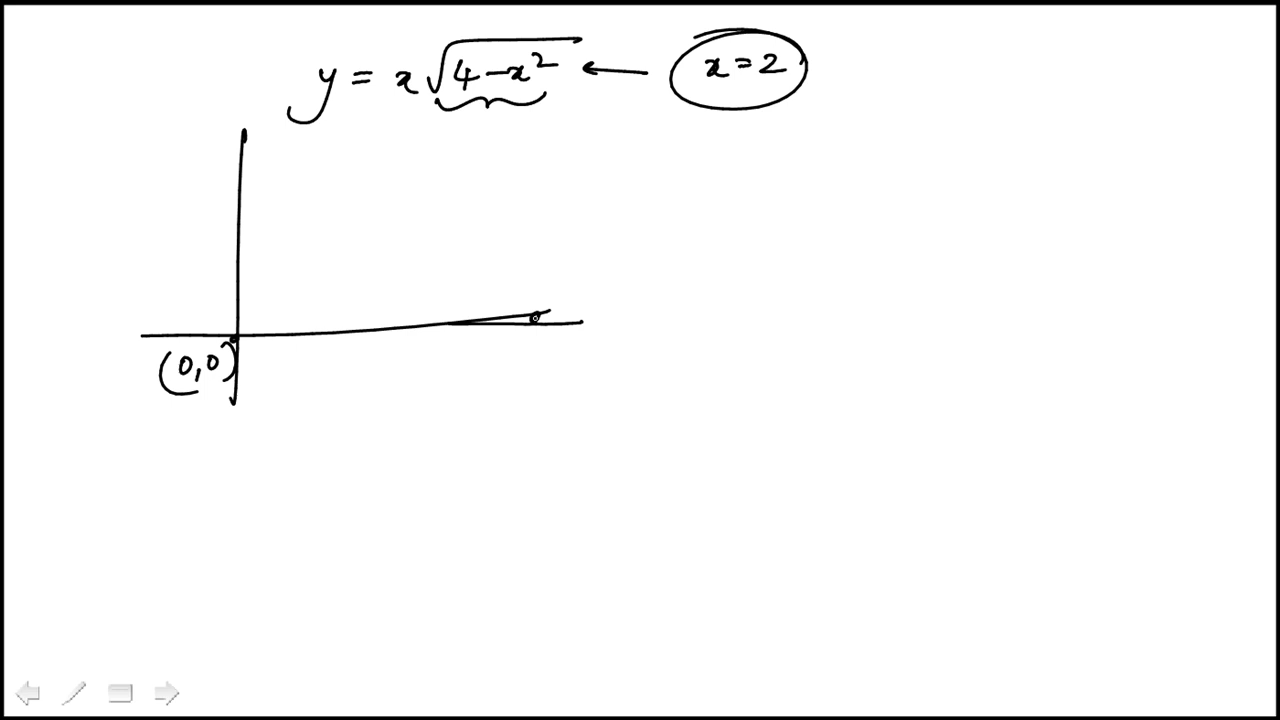 y = x√(4-x²) ← x=2
(0,0)